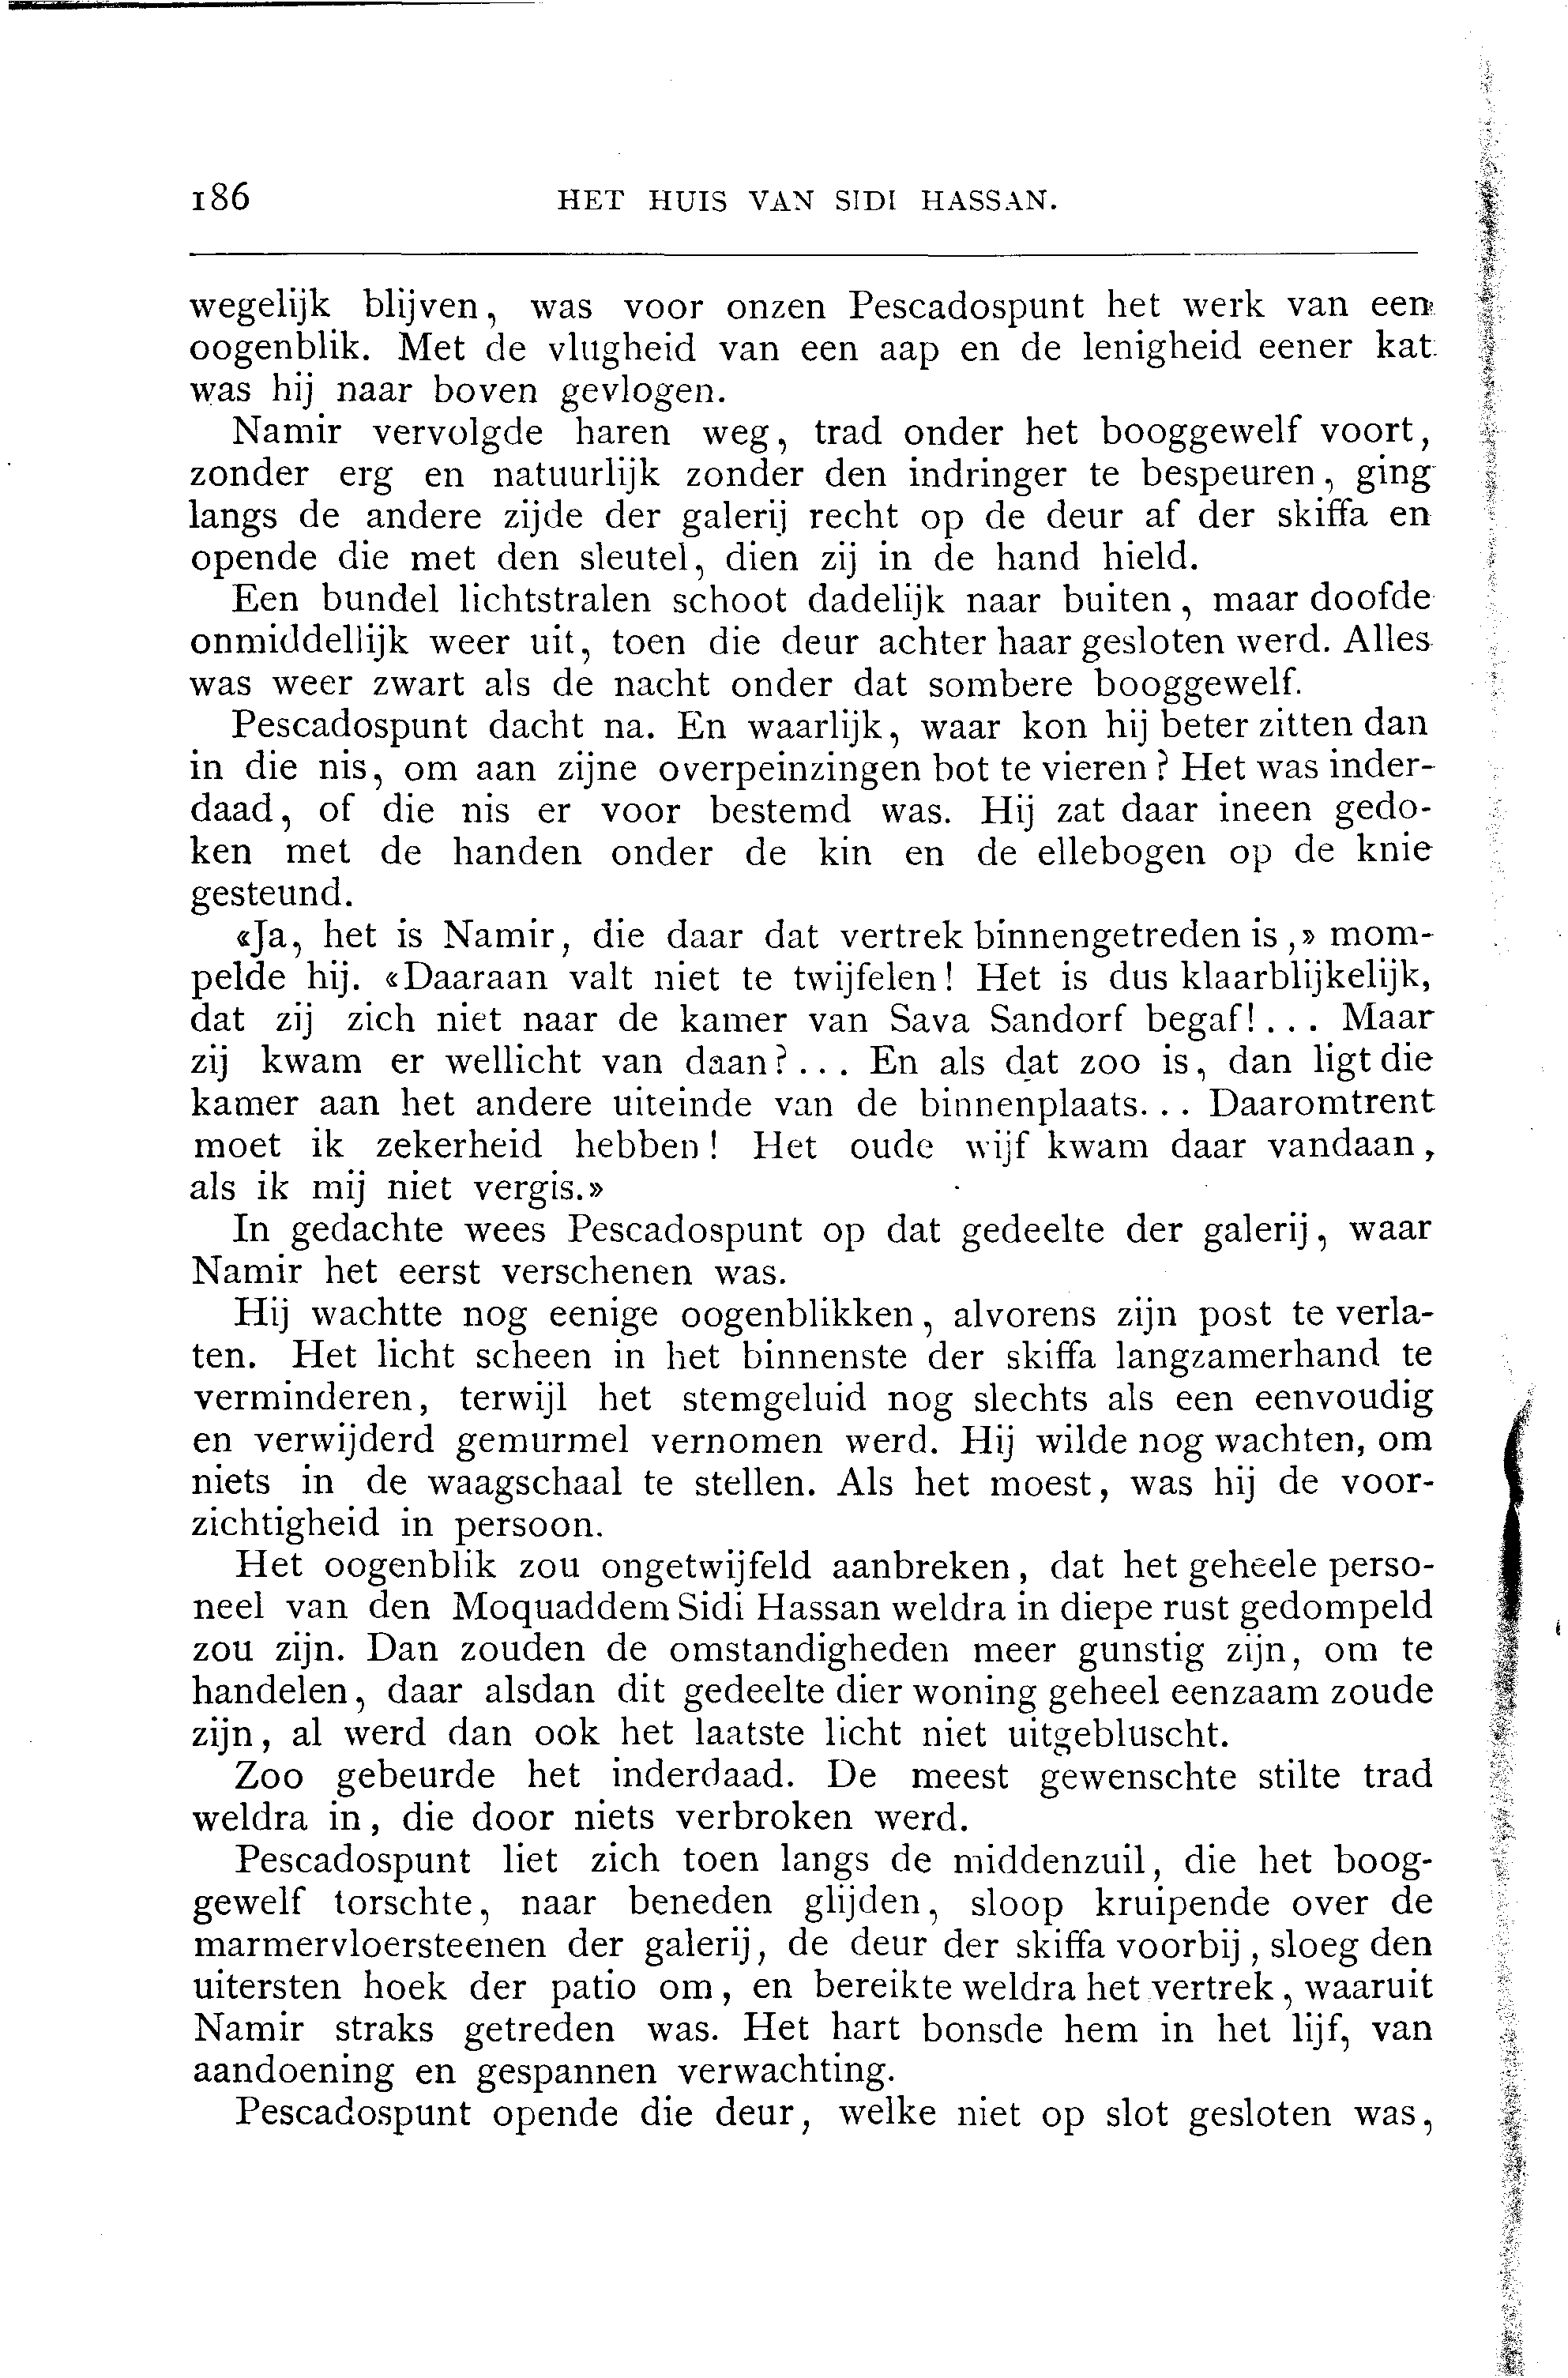 186 HET HUIS VAN SIDI HASSAN.
wegelijk blijven, was voor onzen Pescadospunt het werk van een
oogenblik. Met de vlugheid van een aap en de lenigheid eener kat
was hij naar boven gevlogen.
Namir vervolgde haren weg, trad onder het booggewelf voort,
zonder erg en natuurlijk zonder den indringer te bespeuren, ging
langs de andere zijde der galerij recht op de deur af der skiffa en
opende die met den sleutel, dien zij in de hand hield.
Een bundel lichtstralen schoot dadelijk naar buiten, maar doofde
onmiddellijk weer uit, toen die deur achter haar gesloten werd. Alles
was weer zwart als de nacht onder dat sombere booggewelf.
Pescadospunt dacht na. En waarlijk, waar kon hij beter zitten dan
in die nis, om aan zijne overpeinzingen bot te vieren? Het was inder-
daad, of die nis er voor bestemd was. Hij zat daar ineen gedo-
ken met de handen onder de kin en de ellebogen op de knie
gesteund.
«Ja, het is Namir, die daar dat vertrek binnengetreden is,» mom-
pelde hij. «Daaraan valt niet te twijfelen! Het is dus klaarblijkelijk,
dat zij zich niet naar de kamer van Sava Sandorf begaf!... Maar
zij kwam er wellicht van daan?... En als dat zoo is, dan ligt die
kamer aan het andere uiteinde van de binnenplaats... Daaromtrent
moet ik zekerheid hebben! Het oude wijf kwam daar vandaan,
als ik mij niet vergis.»
In gedachte wees Pescadospunt op dat gedeelte der galerij, waar
Namir het eerst verschenen was.
Hij wachtte nog eenige oogenblikken, alvorens zijn post te verla-
ten. Het licht scheen in het binnenste der skiffa langzamerhand te
verminderen, terwijl het stemgeluid nog slechts als een eenvoudig
en verwijderd gemurmel vernomen werd. Hij wilde nog wachten, om
niets in de waagschaal te stellen. Als het moest, was hij de voor-
zichtigheid in persoon.
Het oogenblik zou ongetwijfeld aanbreken, dat het geheele perso-
neel van den Moquaddem Sidi Hassan weldra in diepe rust gedompeld
zou zijn. Dan zouden de omstandigheden meer gunstig zijn, om te
handelen, daar alsdan dit gedeelte dier woning geheel eenzaam zoude
zijn, al werd dan ook het laatste licht niet uitgebluscht.
Zoo gebeurde het inderdaad. De meest gewenschte stilte trad
weldra in, die door niets verbroken werd.
Pescadospunt liet zich toen langs de middenzuil, die het boog-
gewelf torschte, naar beneden glijden, sloop kruipende over de
marmervloersteenen der galerij, de deur der skiffa voorbij, sloeg den
uitersten hoek der patio om, en bereikte weldra het vertrek, waaruit
Namir straks getreden was. Het hart bonsde hem in het lijf, van
aandoening en gespannen verwachting.
Pescadospunt opende die deur, welke niet op slot gesloten was,